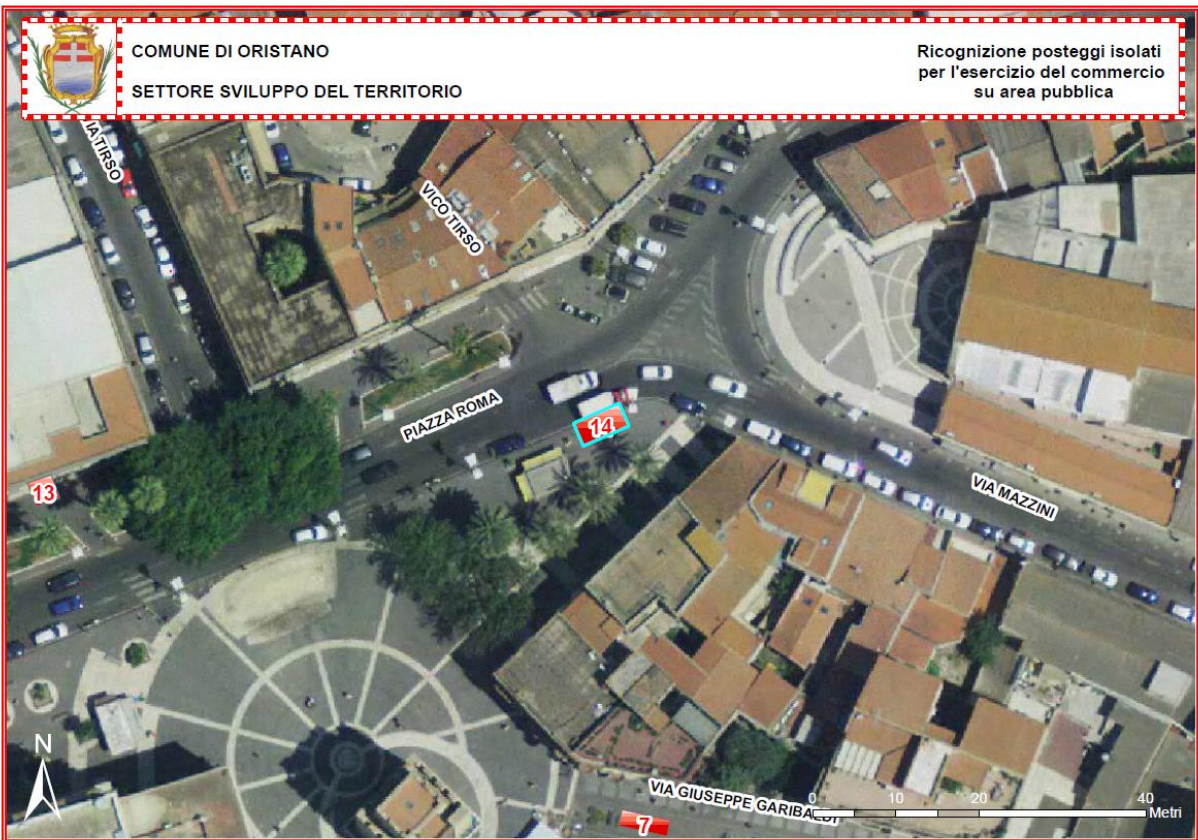 COMUNE DI ORISTANO
SETTORE SVILUPPO DEL TERRITORIO
Ricognizione posteggi isolati
per l'esercizio del commercio
su area pubblica
VIA TIRSO
VICO TIRSO
PIAZZA ROMA
14
13
VIA MAZZINI
N
VIA GIUSEPPE GARIBALDI
7
0 10 20 40
Metri